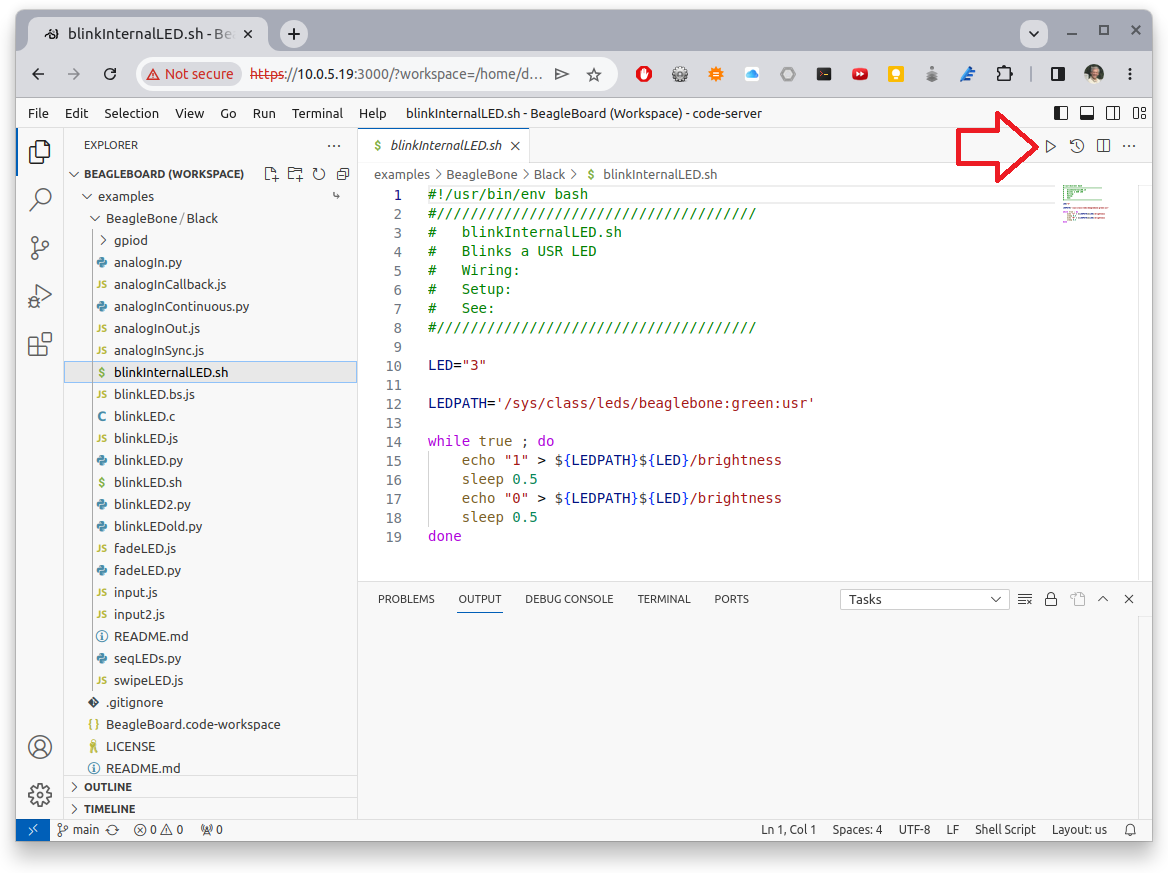 blinkInternalLED.sh - Be
Not secure https://10.0.5.19:3000/?workspace=/home/d...
File Edit Selection View Go Run Terminal Help blinkInternalLED.sh - BeagleBoard (Workspace) - code-server
EXPLORER
BEAGLEBOARD (WORKSPACE)
examples
BeagleBone / Black
gpiod
analogIn.py
JS analogInCallback.js
analogInContinuous.py
JS analogInOut.js
JS analogInSync.js
$ blinkInternalLED.sh
JS blinkLED.bs.js
C blinkLED.c
JS blinkLED.js
blinkLED.py
$ blinkLED.sh
blinkLED2.py
blinkLEDold.py
JS fadeLED.js
fadeLED.py
JS input.js
JS input2.js
README.md
seqLEDs.py
JS swipeLED.js
.gitignore
{} BeagleBoard.code-workspace
LICENSE
README.md
OUTLINE
TIMELINE
$ blinkInternalLED.sh
examples > BeagleBone > Black > $ blinkInternalLED.sh
1 #!/usr/bin/env bash
2 #//////////////////////////////////////
3 #   blinkInternalLED.sh
4 #   Blinks a USR LED
5 #   Wiring:
6 #   Setup:
7 #   See:
8 #//////////////////////////////////////
9
10 LED="3"
11
12 LEDPATH='/sys/class/leds/beaglebone:green:usr'
13
14 while true ; do
15     echo "1" > ${LEDPATH}${LED}/brightness
16     sleep 0.5
17     echo "0" > ${LEDPATH}${LED}/brightness
18     sleep 0.5
19 done
PROBLEMS OUTPUT DEBUG CONSOLE TERMINAL PORTS Tasks
main 0 0 0 Ln 1, Col 1 Spaces: 4 UTF-8 LF Shell Script Layout: us